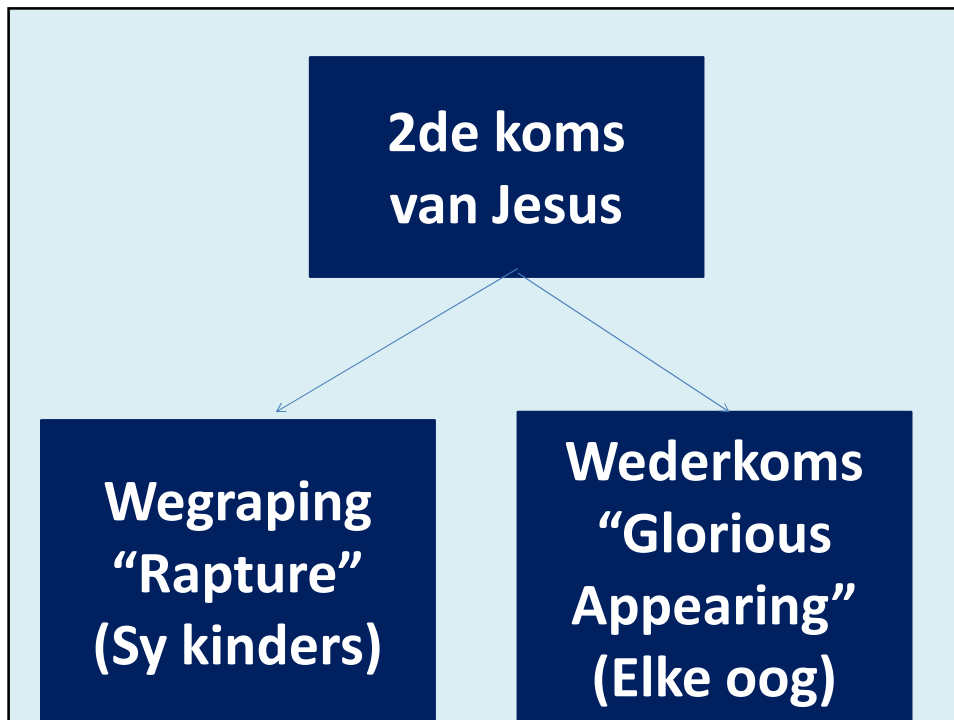 2de koms
van Jesus
Wegraping
“Rapture”
(Sy kinders)
Wederkoms
“Glorious
Appearing”
(Elke oog)